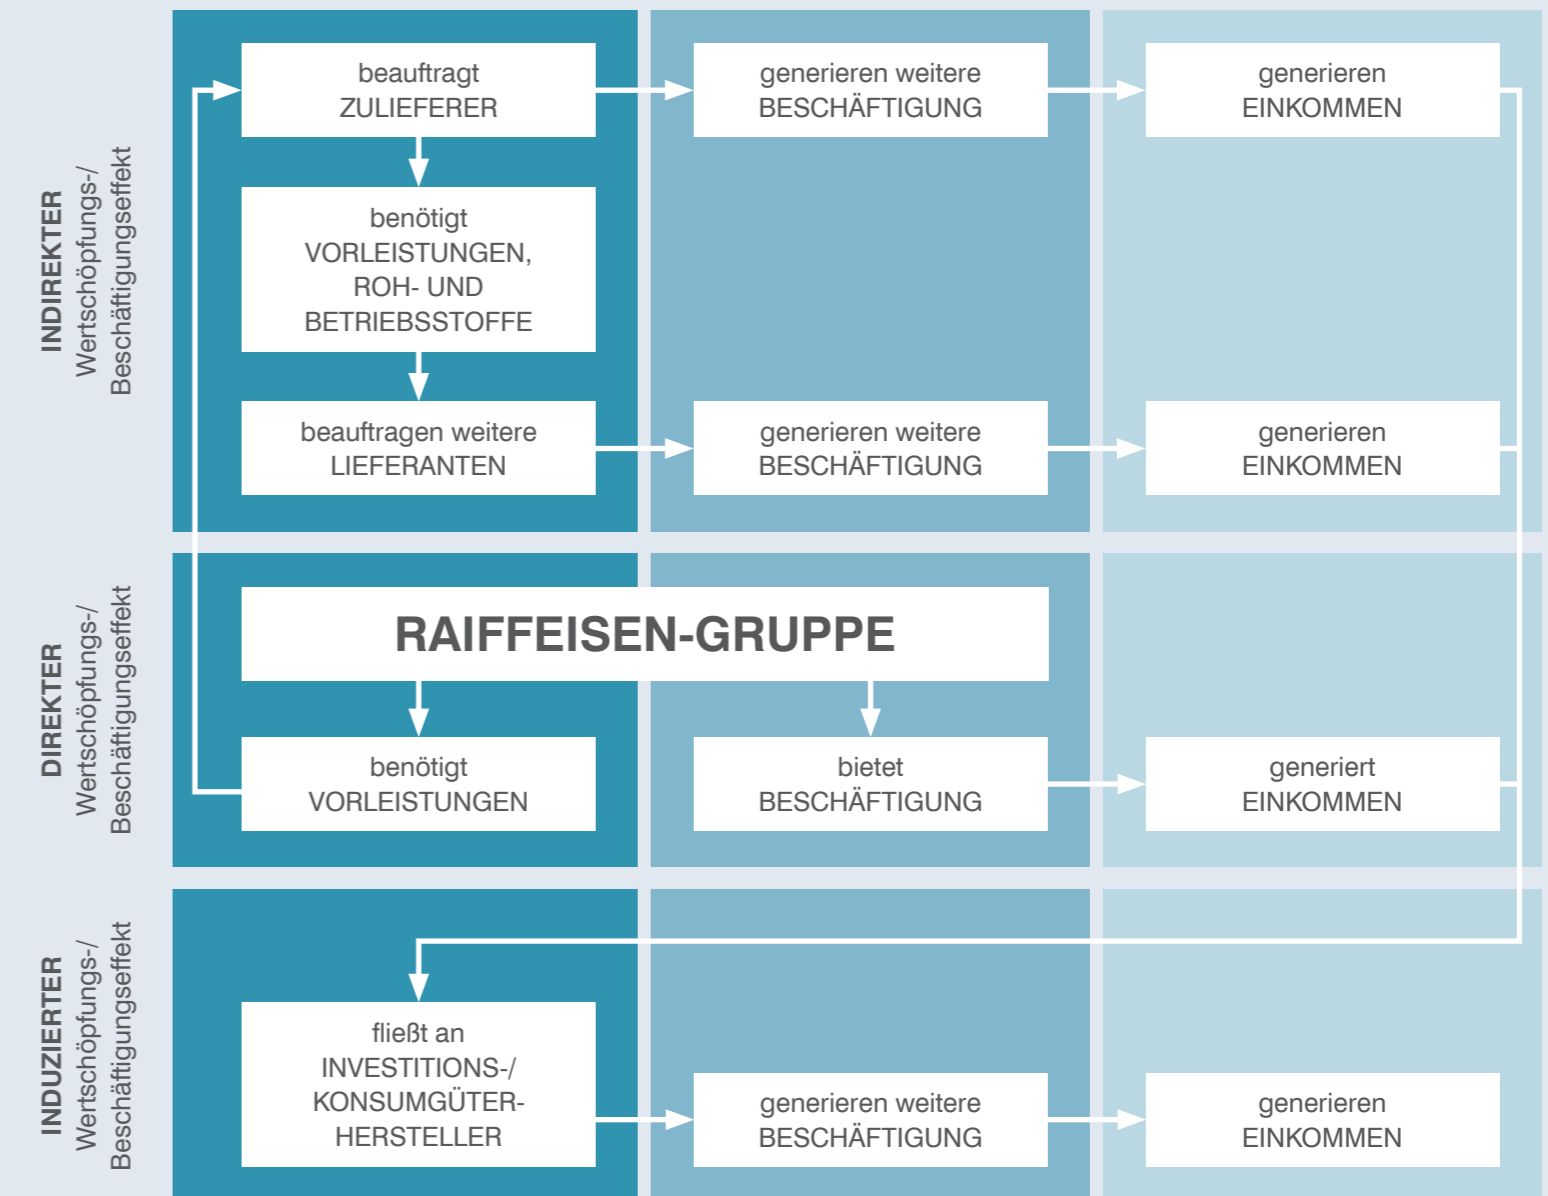 INDIREKTER
Wertschöpfungs-/
Beschäftigungseffekt
beauftragt
ZULIEFERER
generieren weitere
BESCHÄFTIGUNG
generieren
EINKOMMEN
benötigt
VORLEISTUNGEN,
ROH- UND
BETRIEBSSTOFFE
beauftragen weitere
LIEFERANTEN
generieren weitere
BESCHÄFTIGUNG
generieren
EINKOMMEN
DIREKTER
Wertschöpfungs-/
Beschäftigungseffekt
RAIFFEISEN-GRUPPE
benötigt
VORLEISTUNGEN
bietet
BESCHÄFTIGUNG
generiert
EINKOMMEN
INDUZIERTER
Wertschöpfungs-/
Beschäftigungseffekt
fließt an
INVESTITIONS-/
KONSUMGÜTER-
HERSTELLER
generieren weitere
BESCHÄFTIGUNG
generieren
EINKOMMEN